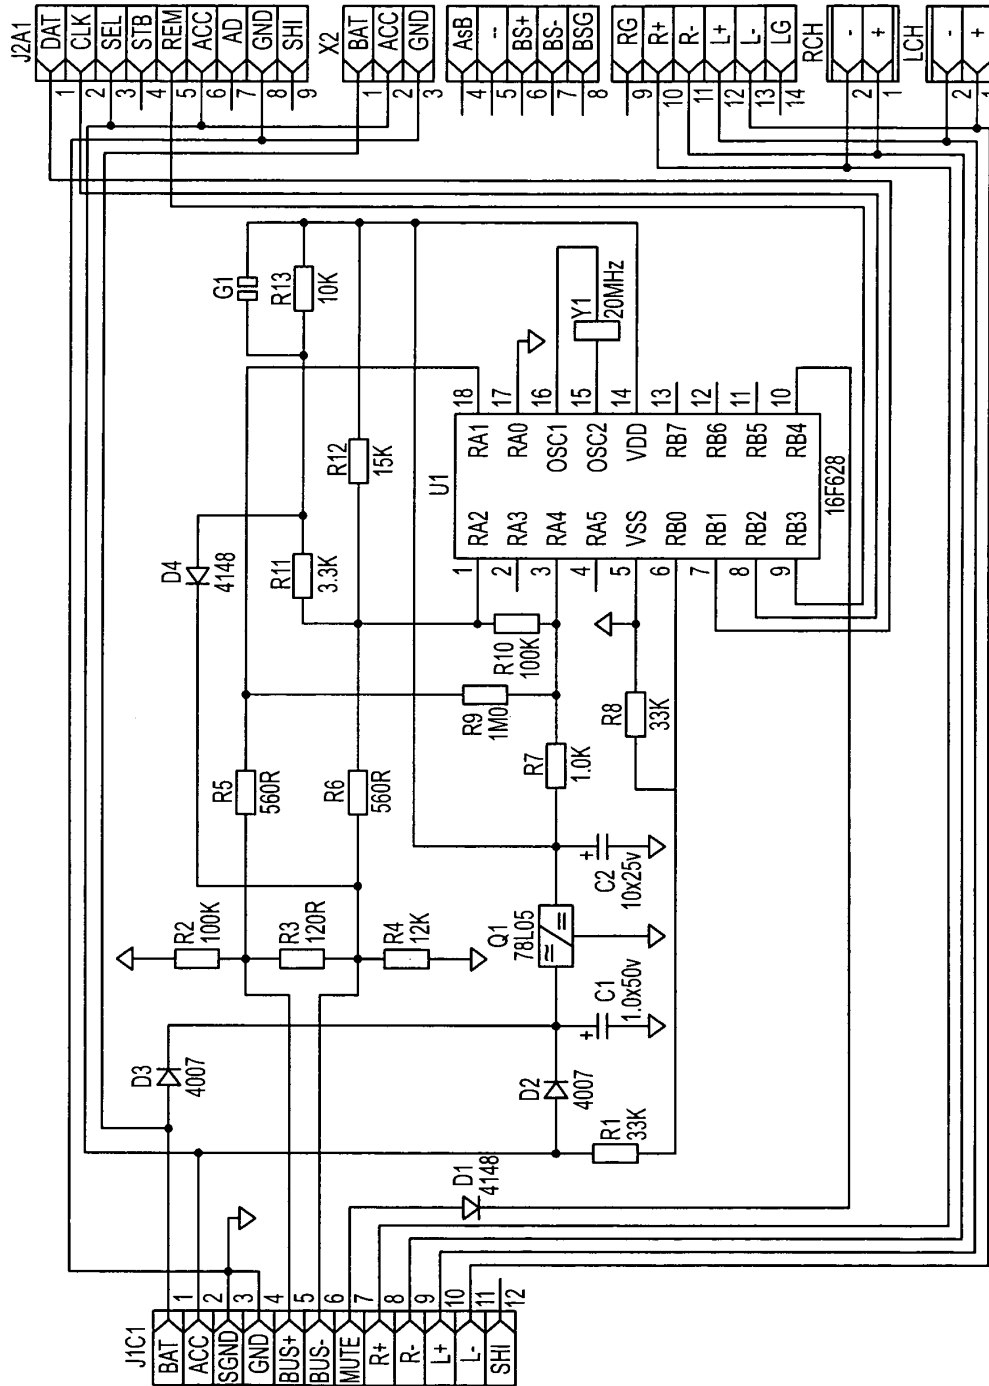 J2A1
DAT
CLK
SEL
STB
REM
ACC
AD
GND
SHI
1
2
3
4
5
6
7
8
9
X2
BAT
ACC
GND
1
2
3
AsB
--
BS+
BS-
BSG
4
5
6
7
8
RG
R+
R-
L+
L-
LG
9
10
11
12
13
14
RCH
-
+
2
1
LCH
-
+
2
1
G1
R13
10K
R12
15K
D4
4148
R11
3.3K
Y1
20MHz
U1
18
17
16
15
14
13
12
11
10
RA1
RA0
OSC1
OSC2
VDD
RB7
RB6
RB5
RB4
RA2
RA3
RA4
RA5
VSS
RB0
RB1
RB2
RB3
1
2
3
4
5
6
7
8
9
16F628
R10
100K
R9
1M0
R8
33K
R7
1.0K
R5
560R
R6
560R
+
C2
10x25v
R2
100K
R3
120R
R4
12K
Q1
78L05
+
C1
1.0x50v
D3
4007
D2
4007
R1
33K
D1
4148
J1C1
BAT
ACC
SGND
GND
BUS+
BUS-
MUTE
R+
R-
L+
L-
SHI
1
2
3
4
5
6
7
8
9
10
11
12